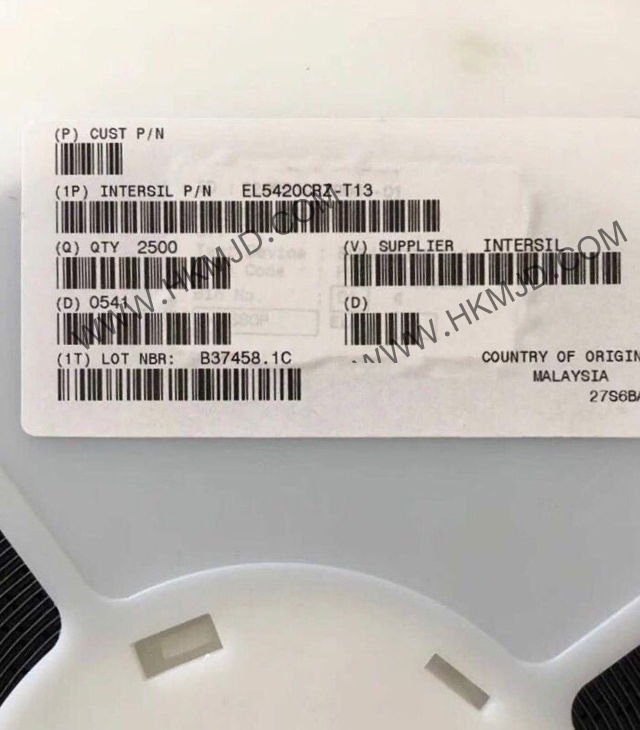 (P) CUST P/N
(1P) INTERSIL P/N EL5420CRZ-T13
(Q) QTY 2500
(V) SUPPLIER INTERSIL
(D) 0541
(D)
(1T) LOT NBR: B37458.1C
COUNTRY OF ORIGIN
MALAYSIA
27S6BA
WWW.HKMJD.COM
WWW.HKMJD.COM